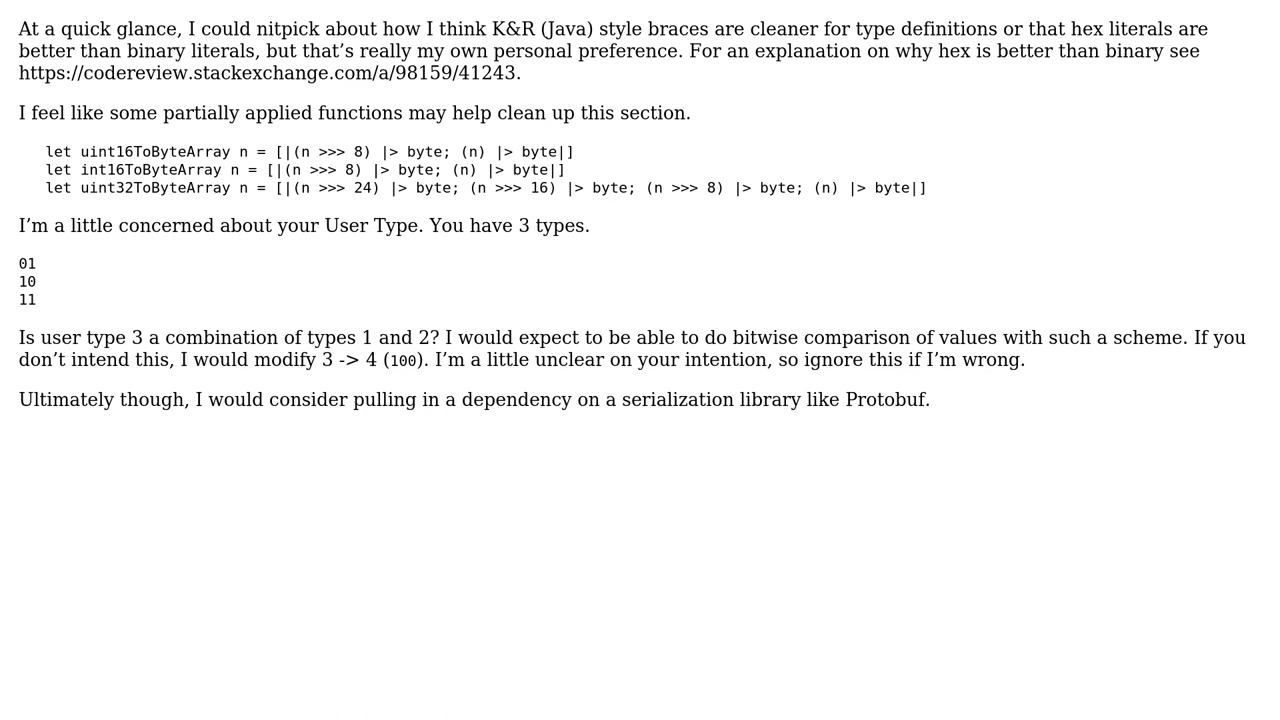 At a quick glance, I could nitpick about how I think K&R (Java) style braces are cleaner for type definitions or that hex literals are
better than binary literals, but that’s really my own personal preference. For an explanation on why hex is better than binary see
https://codereview.stackexchange.com/a/98159/41243.
I feel like some partially applied functions may help clean up this section.
let uint16ToByteArray n = [|(n >>> 8) |> byte; (n) |> byte|]
let int16ToByteArray n = [|(n >>> 8) |> byte; (n) |> byte|]
let uint32ToByteArray n = [|(n >>> 24) |> byte; (n >>> 16) |> byte; (n >>> 8) |> byte; (n) |> byte|]
I’m a little concerned about your User Type. You have 3 types.
01
10
11
Is user type 3 a combination of types 1 and 2? I would expect to be able to do bitwise comparison of values with such a scheme. If you
don’t intend this, I would modify 3 -> 4 (100). I’m a little unclear on your intention, so ignore this if I’m wrong.
Ultimately though, I would consider pulling in a dependency on a serialization library like Protobuf.